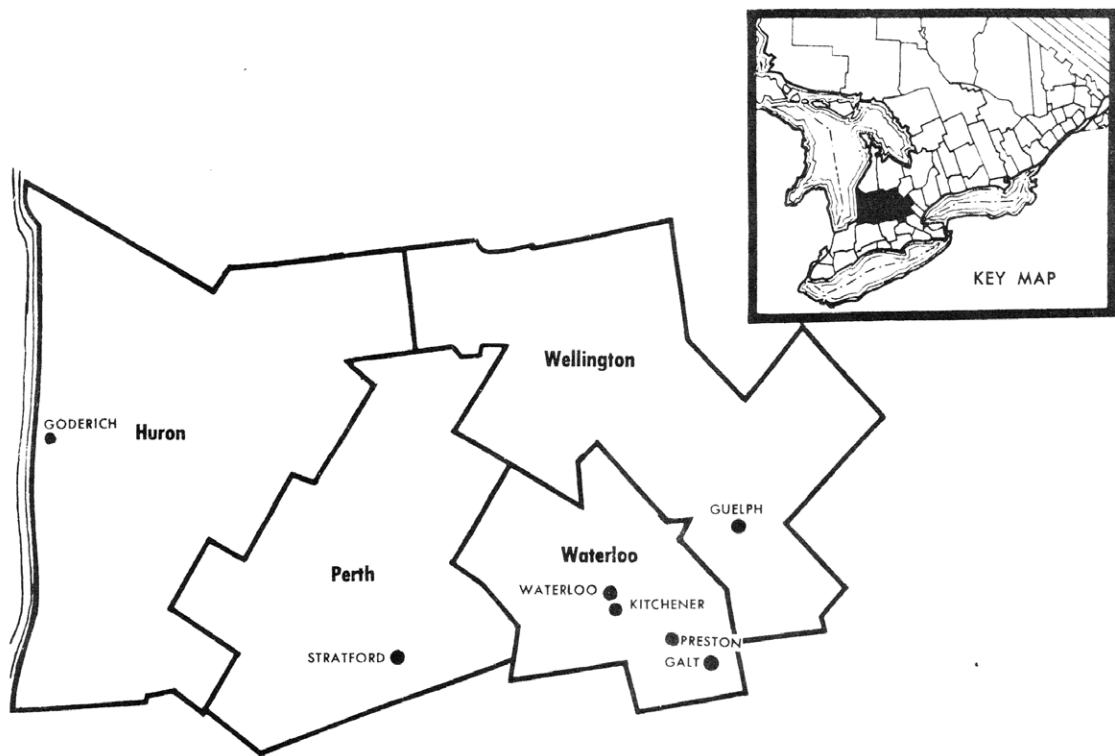 KEY MAP
Wellington
GODERICH
Huron
GUELPH
Waterloo
Perth
WATERLOO
KITCHENER
PRESTON
STRATFORD
GALT